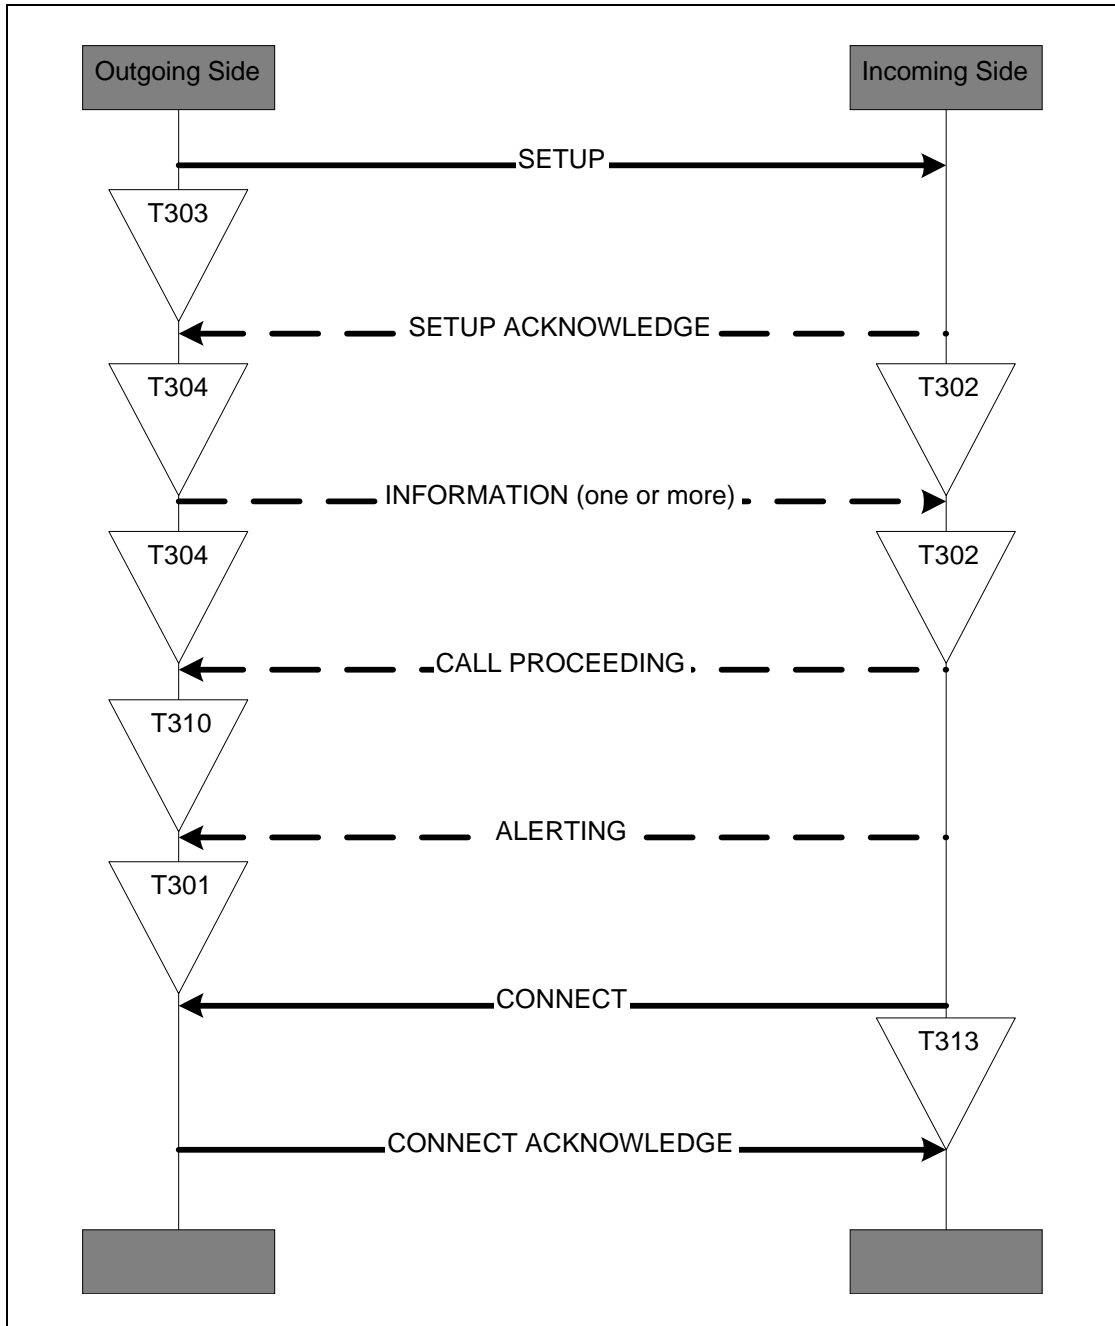 Outgoing Side
Incoming Side
SETUP
T303
SETUP ACKNOWLEDGE
T304
T302
INFORMATION (one or more)
T304
T302
CALL PROCEEDING
T310
ALERTING
T301
CONNECT
T313
CONNECT ACKNOWLEDGE